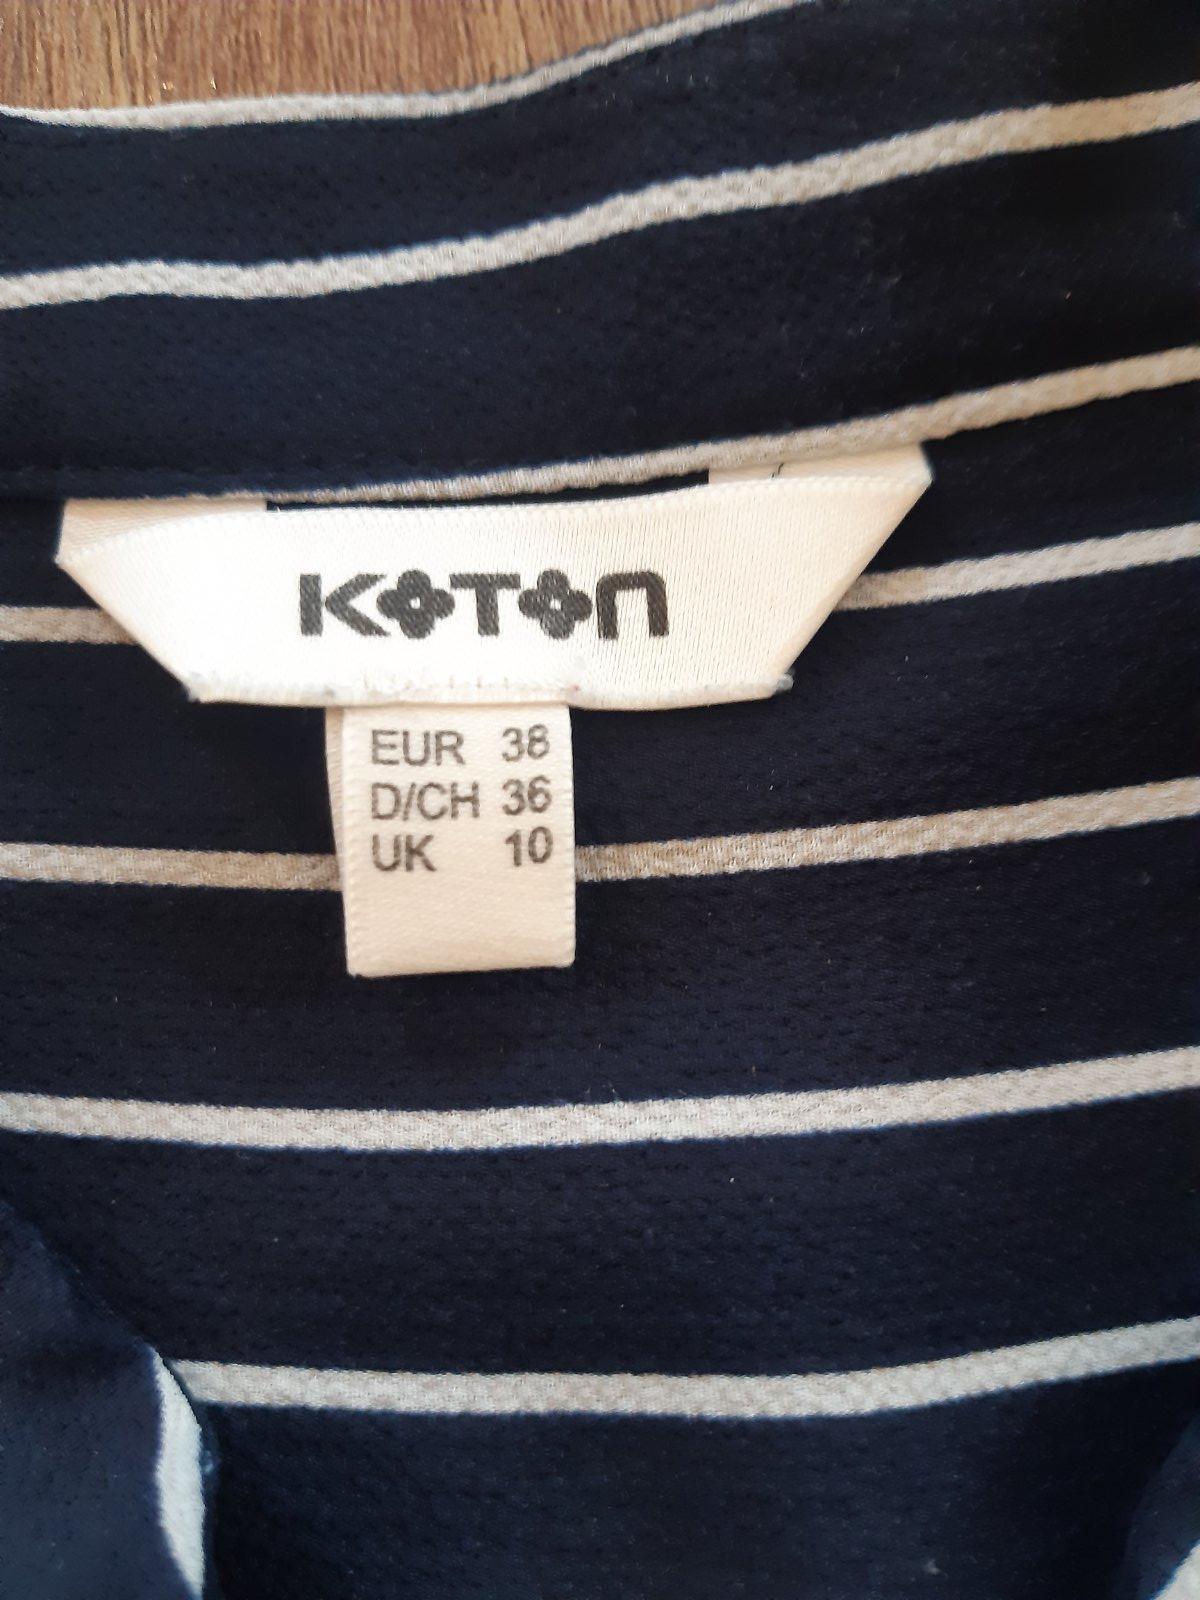 KOTON
EUR 38
D/CH 36
UK 10